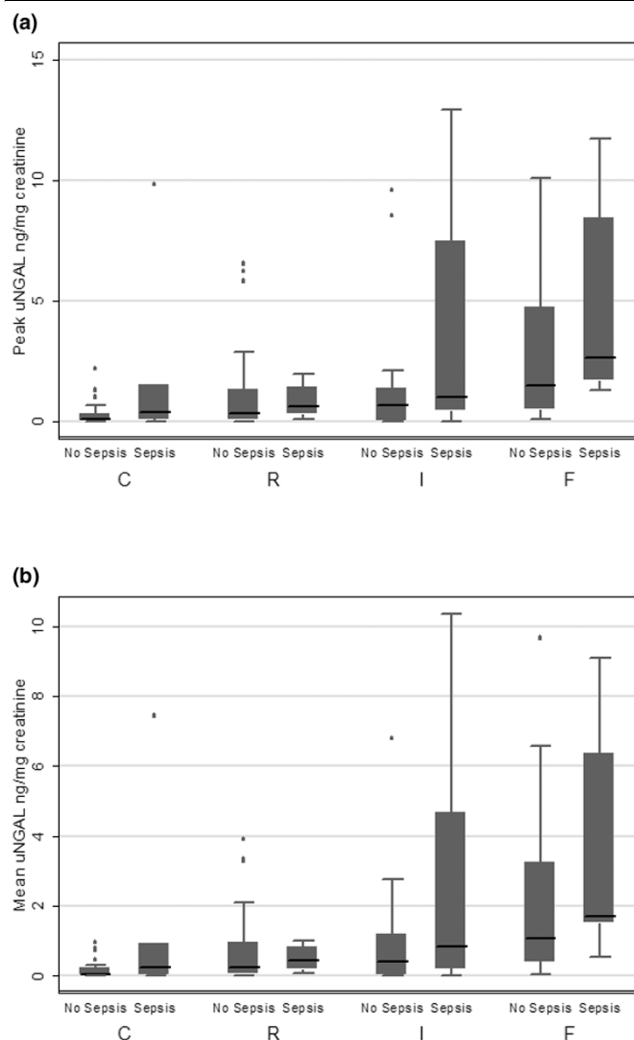 (a)
Peak uNGAL ng/mg creatinine
15
10
5
0
No Sepsis Sepsis No Sepsis Sepsis No Sepsis Sepsis No Sepsis Sepsis
C R I F
(b)
Mean uNGAL ng/mg creatinine
10
8
6
4
2
0
No Sepsis Sepsis No Sepsis Sepsis No Sepsis Sepsis No Sepsis Sepsis
C R I F